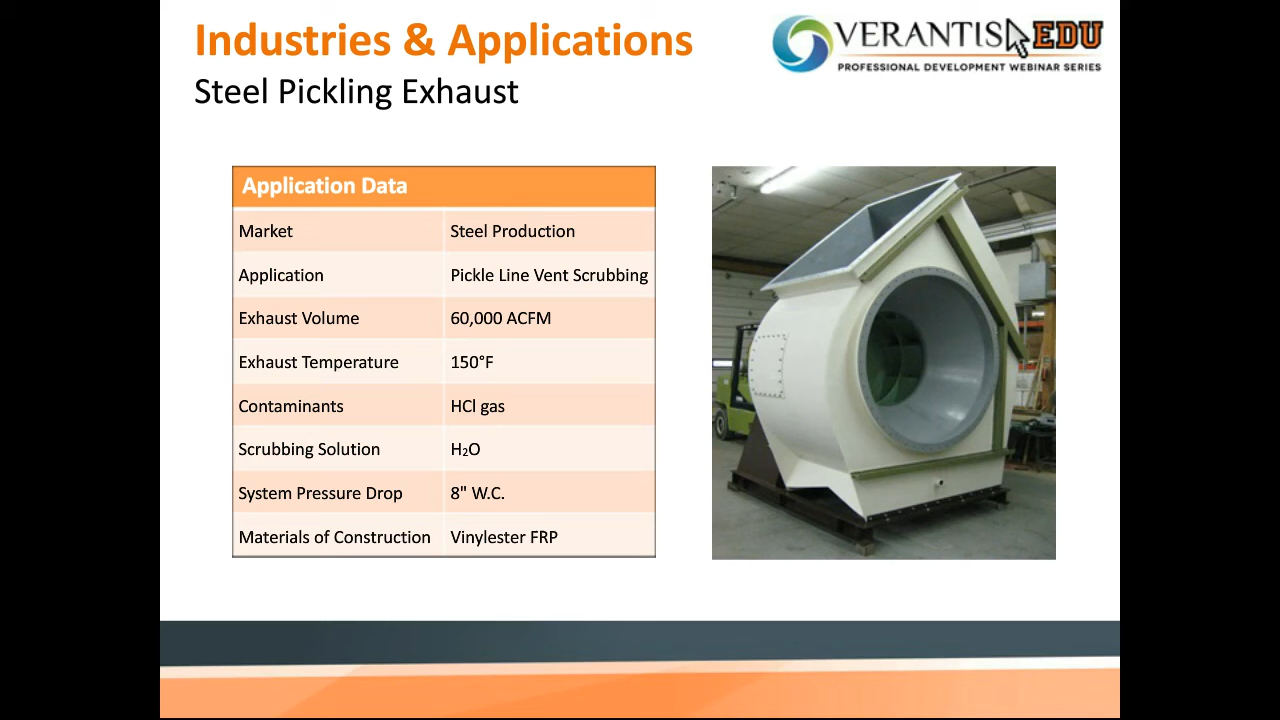 Industries & Applications
VERANTIS EDU
PROFESSIONAL DEVELOPMENT WEBINAR SERIES
Steel Pickling Exhaust
Application Data
Market Steel Production
Application Pickle Line Vent Scrubbing
Exhaust Volume 60,000 ACFM
Exhaust Temperature 150°F
Contaminants HCl gas
Scrubbing Solution H₂O
System Pressure Drop 8" W.C.
Materials of Construction Vinylester FRP